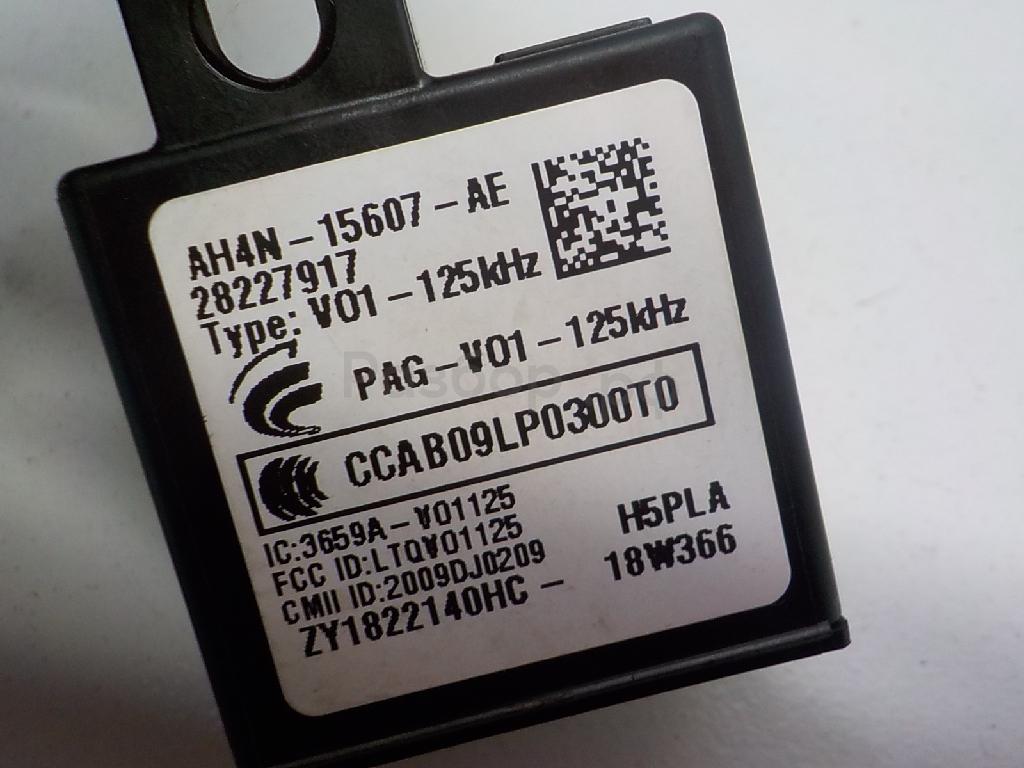 AH4N-15607-AE
28227917
Type: V01-125kHz
PAG-V01-125kHz
CCAB09LP0300T0
IC:3659A-V01125
FCC ID:LTQV01125
CMII ID:2009DJ0209
H5PLA
ZY1822140HC- 18W366